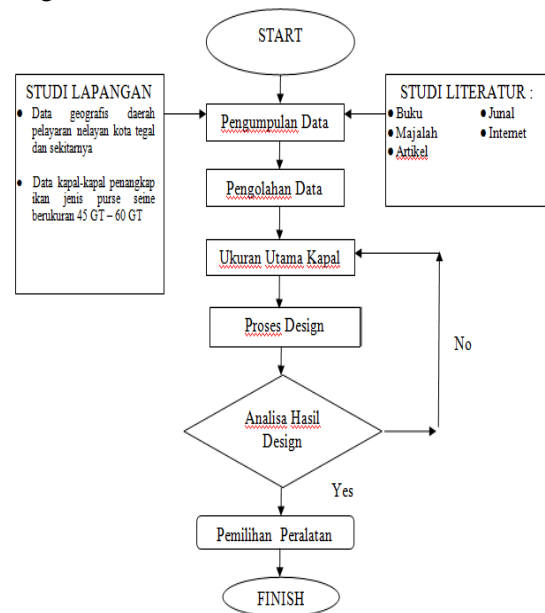 START
STUDI LAPANGAN
● Data geografis daerah
pelayaran nelayan kota tegal
dan sekitarnya
● Data kapal-kapal penangkap
ikan jenis purse seine
berukuran 45 GT – 60 GT
STUDI LITERATUR :
● Buku ● Junal
● Majalah ● Internet
● Artikel
Pengumpulan Data
Pengolahan Data
Ukuran Utama Kapal
Proses Design
No
Analisa Hasil
Design
Yes
Pemilihan Peralatan
FINISH